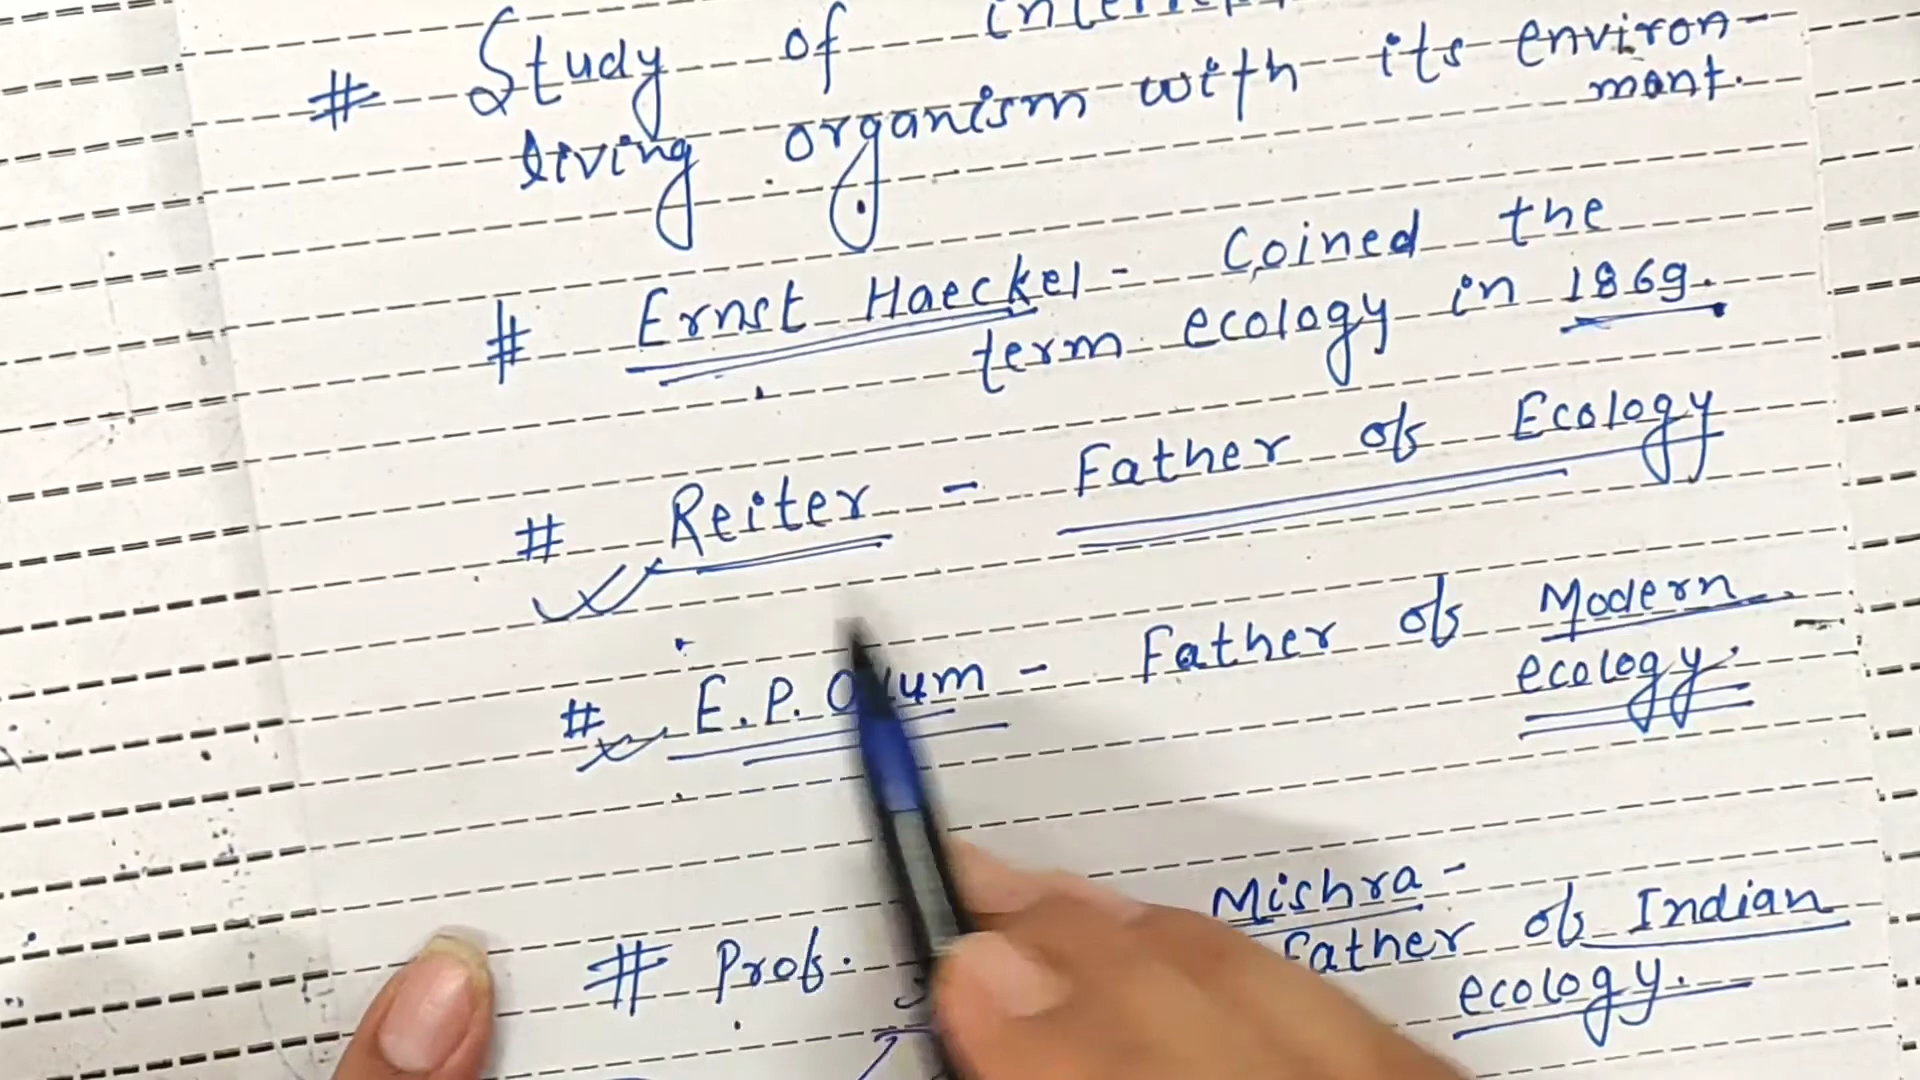 # Study of
living organism with its environ-
ment.
# Ernst Haeckel - Coined the
term ecology in 1869.
# Reiter - Father of Ecology
# E.P. Odum - Father of Modern
ecology.
# Prof. Mishra -
Father of Indian
ecology.